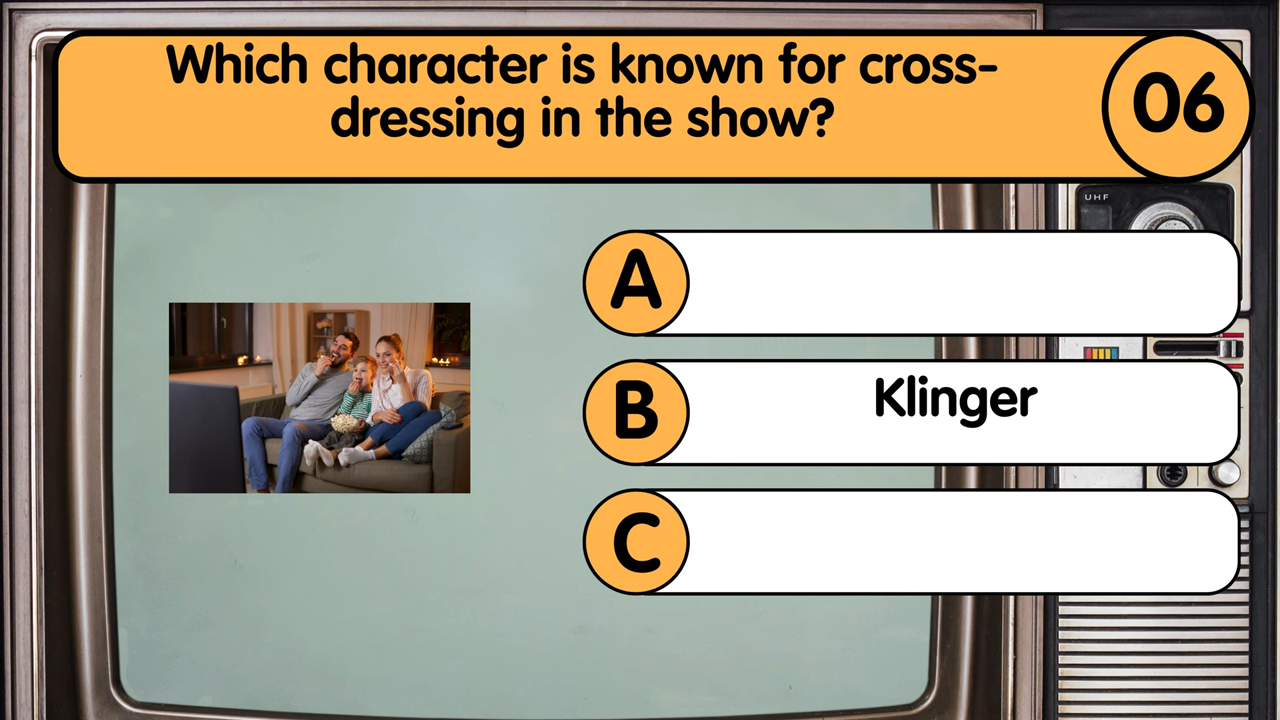 Which character is known for cross-
dressing in the show?
06
UHF
A
B
Klinger
C